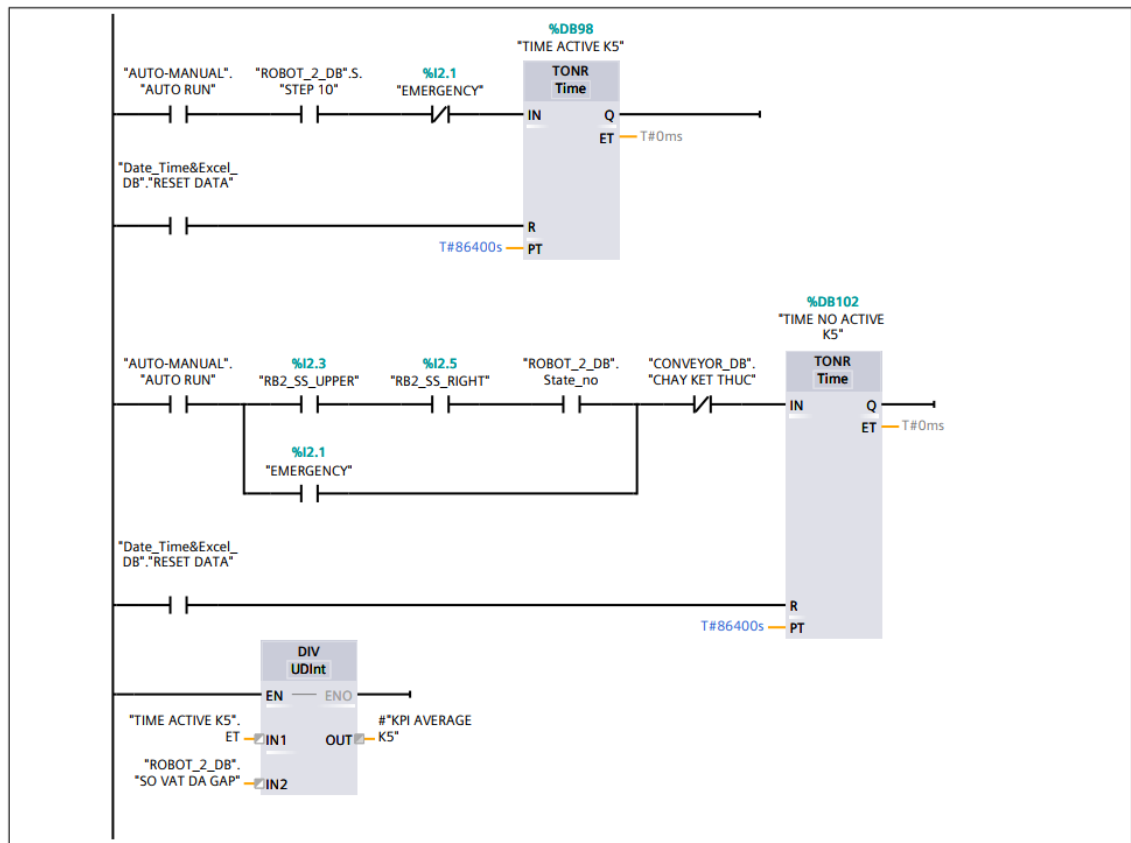 %DB98
"TIME ACTIVE K5"
TONR
Time
"AUTO-MANUAL".
"AUTO RUN"
"ROBOT_2_DB".S.
"STEP 10"
%I2.1
"EMERGENCY"
IN
Q
ET
T#0ms
"Date_Time&Excel_
DB"."RESET DATA"
R
T#86400s
PT
%DB102
"TIME NO ACTIVE
K5"
TONR
Time
"AUTO-MANUAL".
"AUTO RUN"
%I2.3
"RB2_SS_UPPER"
%I2.5
"RB2_SS_RIGHT"
"ROBOT_2_DB".
State_no
"CONVEYOR_DB".
"CHAY KET THUC"
IN
Q
ET
T#0ms
%I2.1
"EMERGENCY"
"Date_Time&Excel_
DB"."RESET DATA"
R
T#86400s
PT
DIV
UDInt
EN
ENO
"TIME ACTIVE K5".
ET
IN1
OUT
#"KPI AVERAGE
K5"
"ROBOT_2_DB".
"SO VAT DA GAP"
IN2